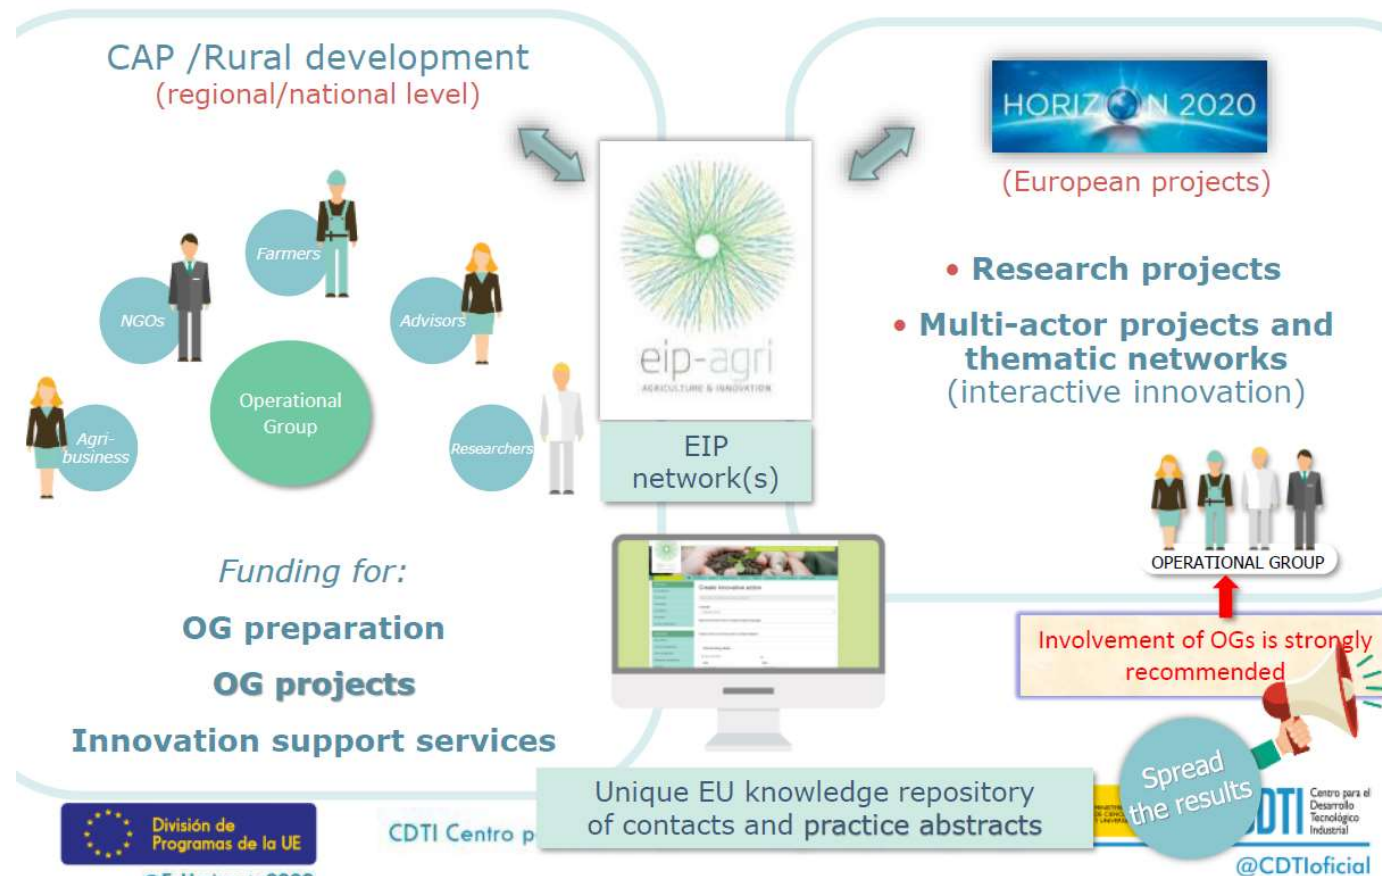 CAP /Rural development
(regional/national level)
Farmers
NGOs
Advisors
Operational
Group
Agri-
business
Researchers
Funding for:
OG preparation
OG projects
Innovation support services
eip-agri
AGRICULTURE & INNOVATION
EIP
network(s)
Create innovative action
Unique EU knowledge repository
of contacts and practice abstracts
HORIZON 2020
(European projects)
• Research projects
• Multi-actor projects and
thematic networks
(interactive innovation)
OPERATIONAL GROUP
Involvement of OGs is strongly
recommended
Spread
the results
División de
Programas de la UE
CDTI Centro p
CDTI
Centro para el
Desarrollo
Tecnológico
Industrial
@CDTIoficial